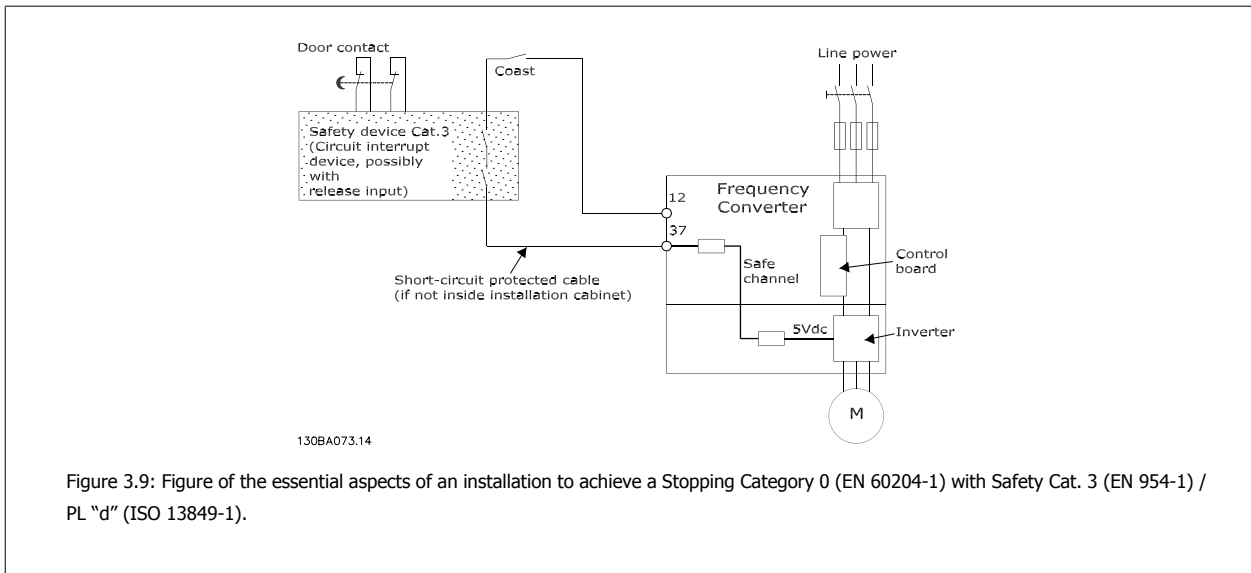 Door contact
Coast
Line power
Safety device Cat.3
(Circuit interrupt
device, possibly
with
release input)
12
Frequency
Converter
37
Safe
channel
Control
board
Short-circuit protected cable
(if not inside installation cabinet)
5Vdc
Inverter
M
130BA073.14
Figure 3.9: Figure of the essential aspects of an installation to achieve a Stopping Category 0 (EN 60204-1) with Safety Cat. 3 (EN 954-1) /
PL “d” (ISO 13849-1).